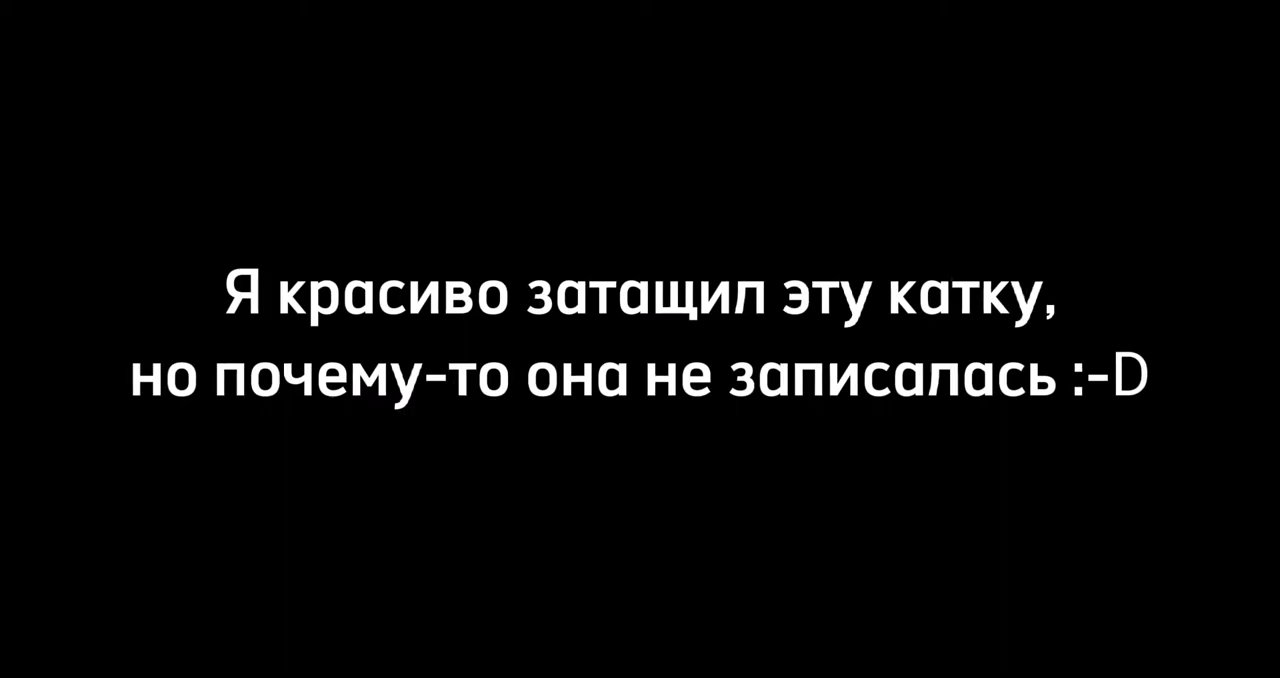 Я красиво затащил эту катку,
но почему-то она не записалась :-D